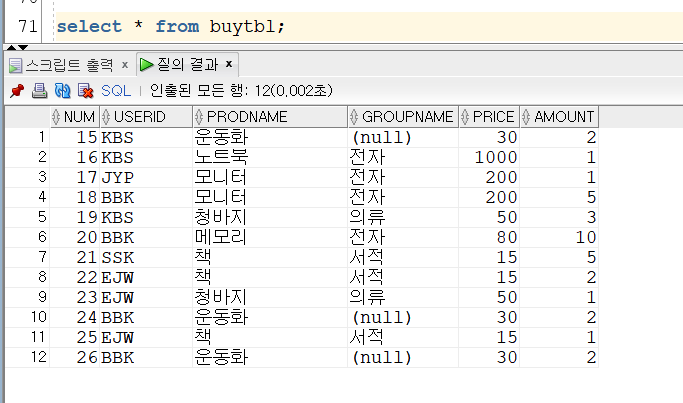 71 select * from buytbl;
스크립트 출력 x 질의 결과 x
SQL | 인출된 모든 행: 12(0,002초)
NUM USERID PRODNAME GROUPNAME PRICE AMOUNT
1 15 KBS 운동화 (null) 30 2
2 16 KBS 노트북 전자 1000 1
3 17 JYP 모니터 전자 200 1
4 18 BBK 모니터 전자 200 5
5 19 KBS 청바지 의류 50 3
6 20 BBK 메모리 전자 80 10
7 21 SSK 책 서적 15 5
8 22 EJW 책 서적 15 2
9 23 EJW 청바지 의류 50 1
10 24 BBK 운동화 (null) 30 2
11 25 EJW 책 서적 15 1
12 26 BBK 운동화 (null) 30 2